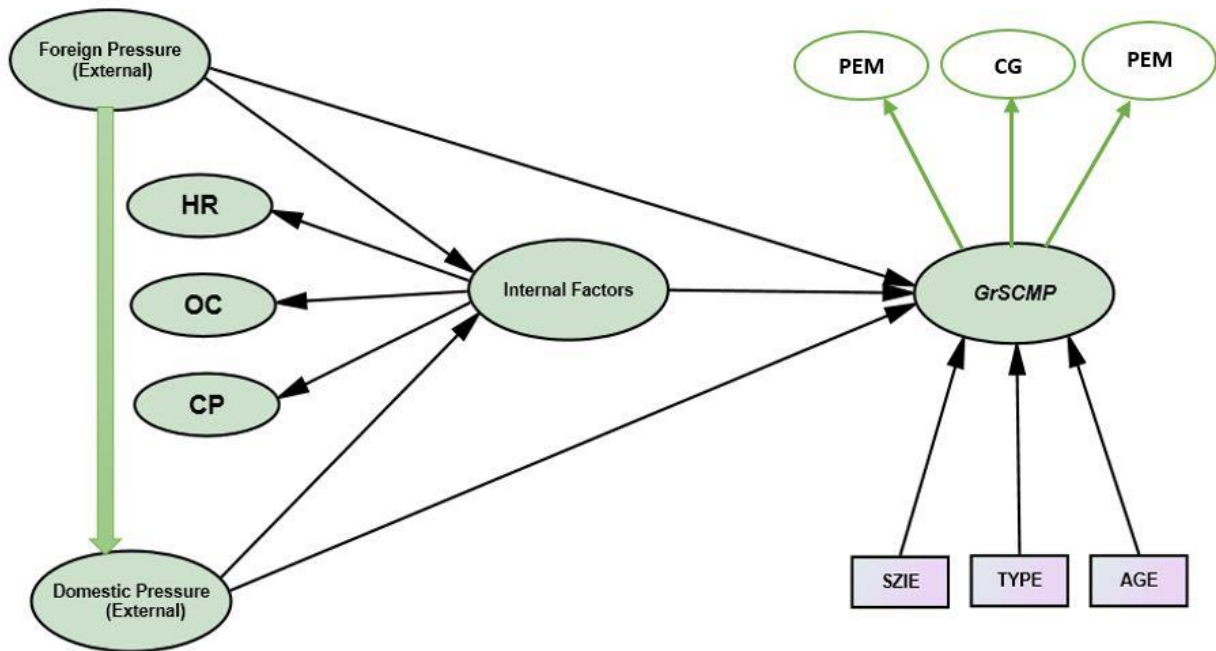 Foreign Pressure
(External)
PEM
CG
PEM
HR
OC
Internal Factors
GrSCMP
CP
Domestic Pressure
(External)
SZIE
TYPE
AGE